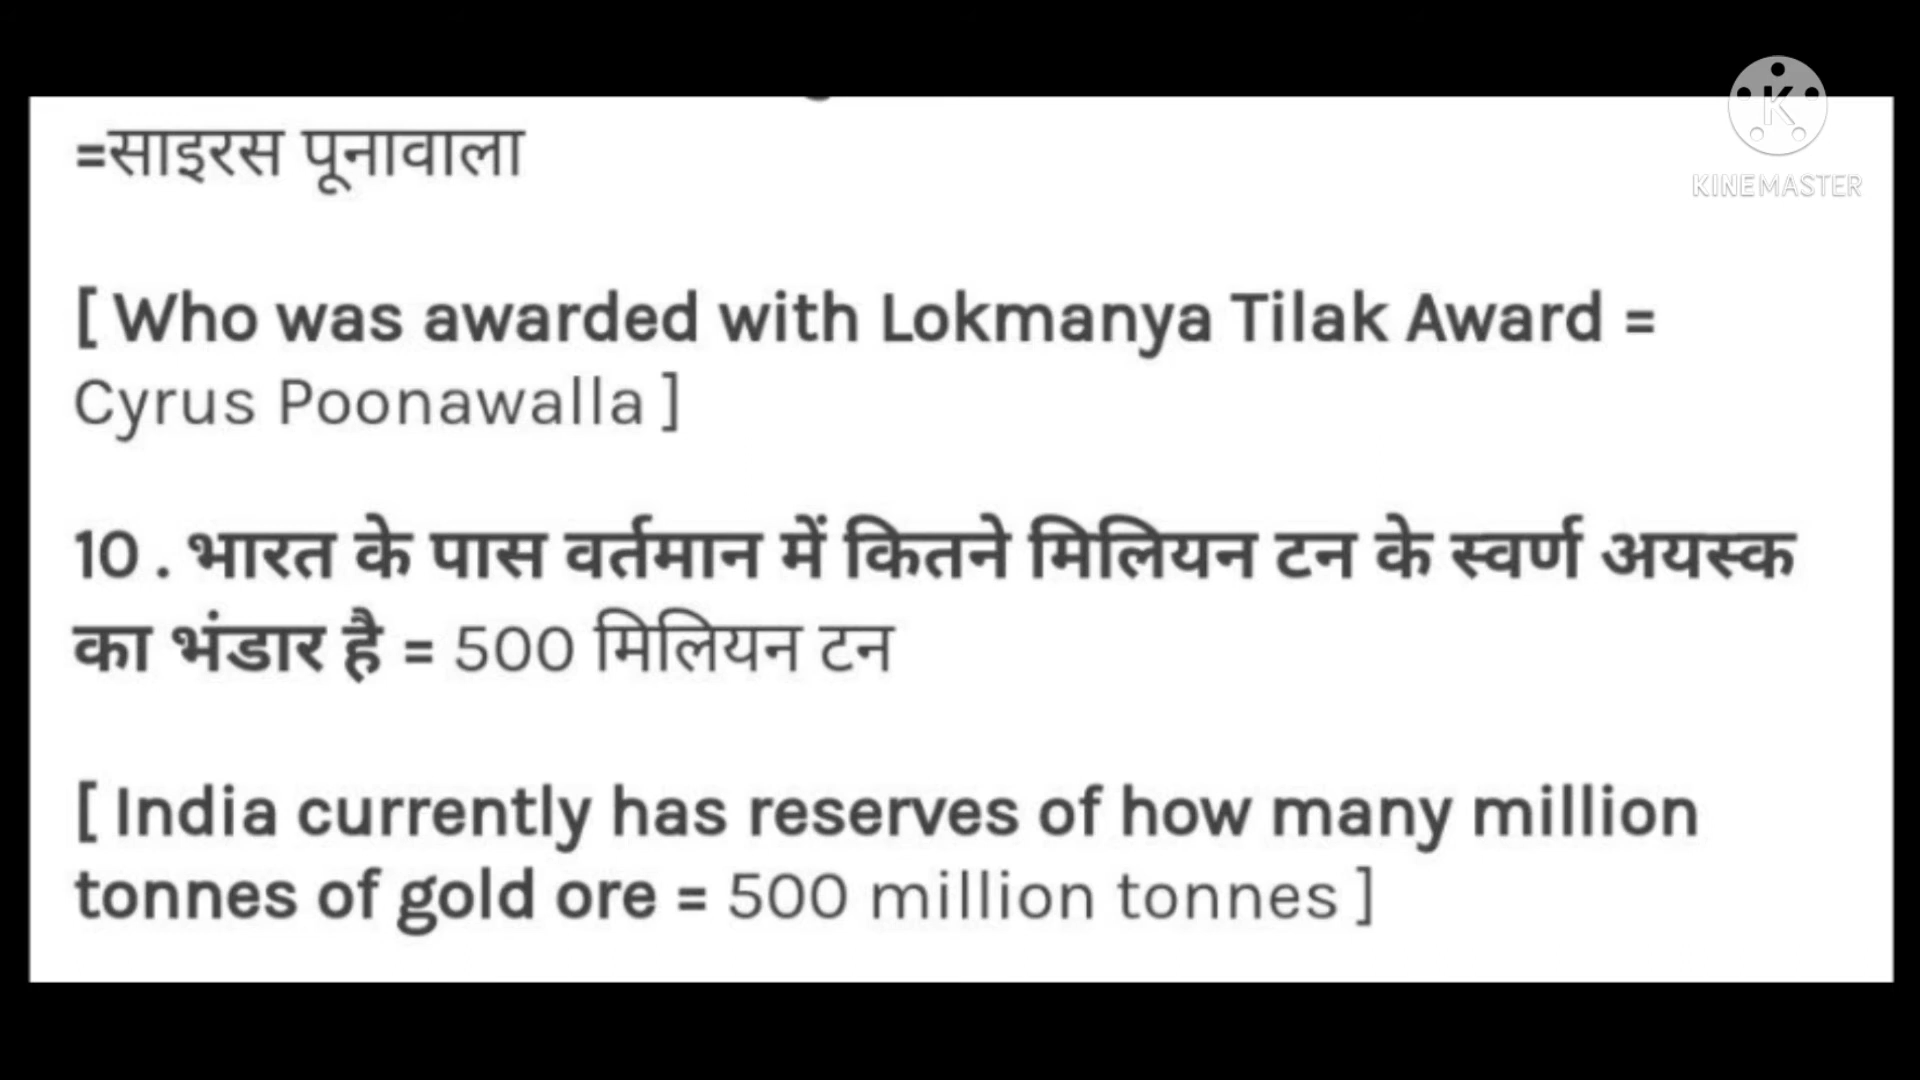 =साइरस पूनावाला
K
KINEMASTER
[ Who was awarded with Lokmanya Tilak Award =
Cyrus Poonawalla ]
10 . भारत के पास वर्तमान में कितने मिलियन टन के स्वर्ण अयस्क
का भंडार है = 500 मिलियन टन
[ India currently has reserves of how many million
tonnes of gold ore = 500 million tonnes ]